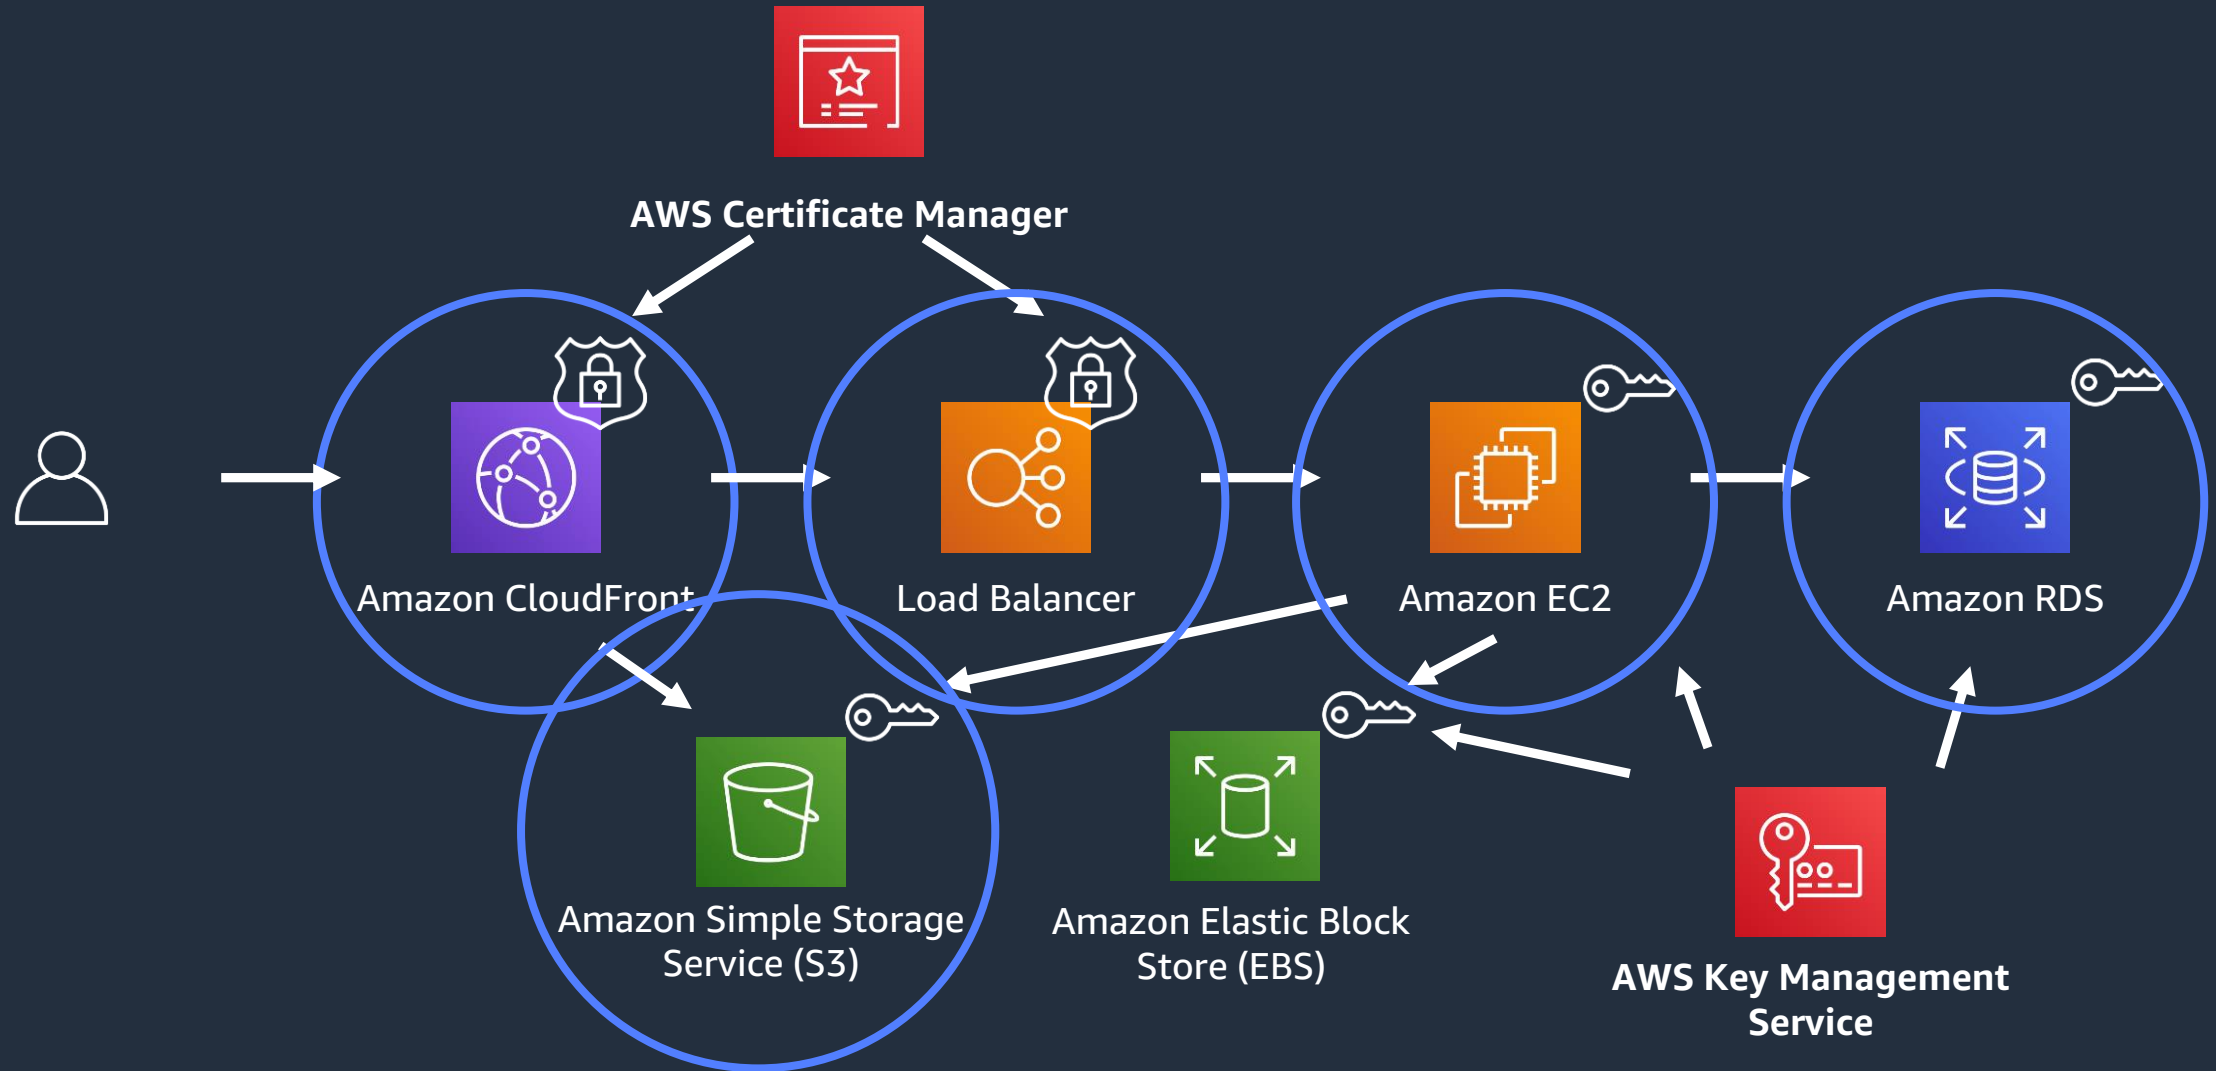 AWS Certificate Manager
Amazon CloudFront
Load Balancer
Amazon EC2
Amazon RDS
Amazon Simple Storage
Service (S3)
Amazon Elastic Block
Store (EBS)
AWS Key Management
Service